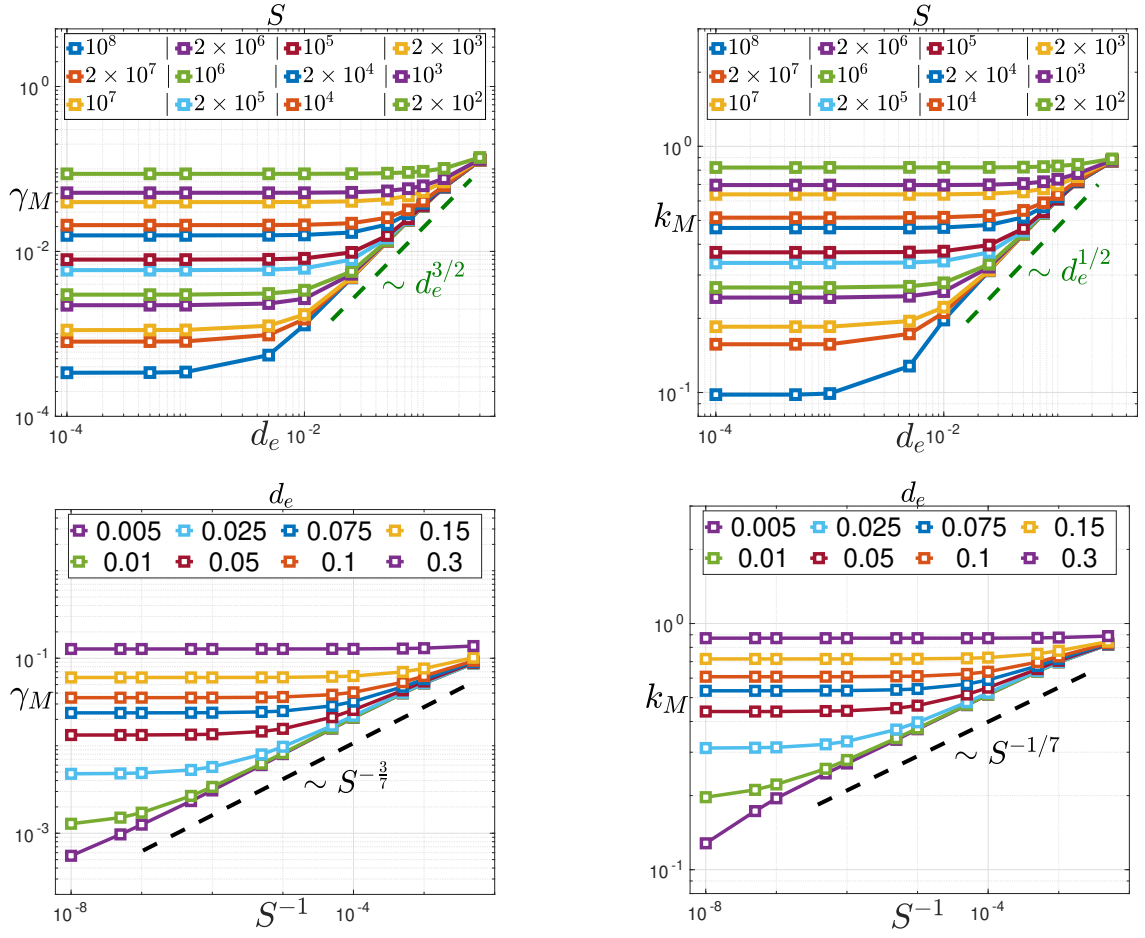 S
10^8 | 2 × 10^6 | 10^5 | 2 × 10^3
2 × 10^7 | 10^6 | 2 × 10^4 | 10^3
10^7 | 2 × 10^5 | 10^4 | 2 × 10^2
10^0
γ_M
10^-2
∼ d_e^{3/2}
10^-4
10^-4
d_e
10^-2
S
10^8 | 2 × 10^6 | 10^5 | 2 × 10^3
2 × 10^7 | 10^6 | 2 × 10^4 | 10^3
10^7 | 2 × 10^5 | 10^4 | 2 × 10^2
10^0
k_M
∼ d_e^{1/2}
10^-1
10^-4
d_e
10^-2
d_e
0.005 0.025 0.075 0.15
0.01 0.05 0.1 0.3
10^-1
γ_M
∼ S^{-3/7}
10^-3
10^-8
S^-1
10^-4
d_e
0.005 0.025 0.075 0.15
0.01 0.05 0.1 0.3
10^0
k_M
∼ S^{-1/7}
10^-1
10^-8
S^-1
10^-4